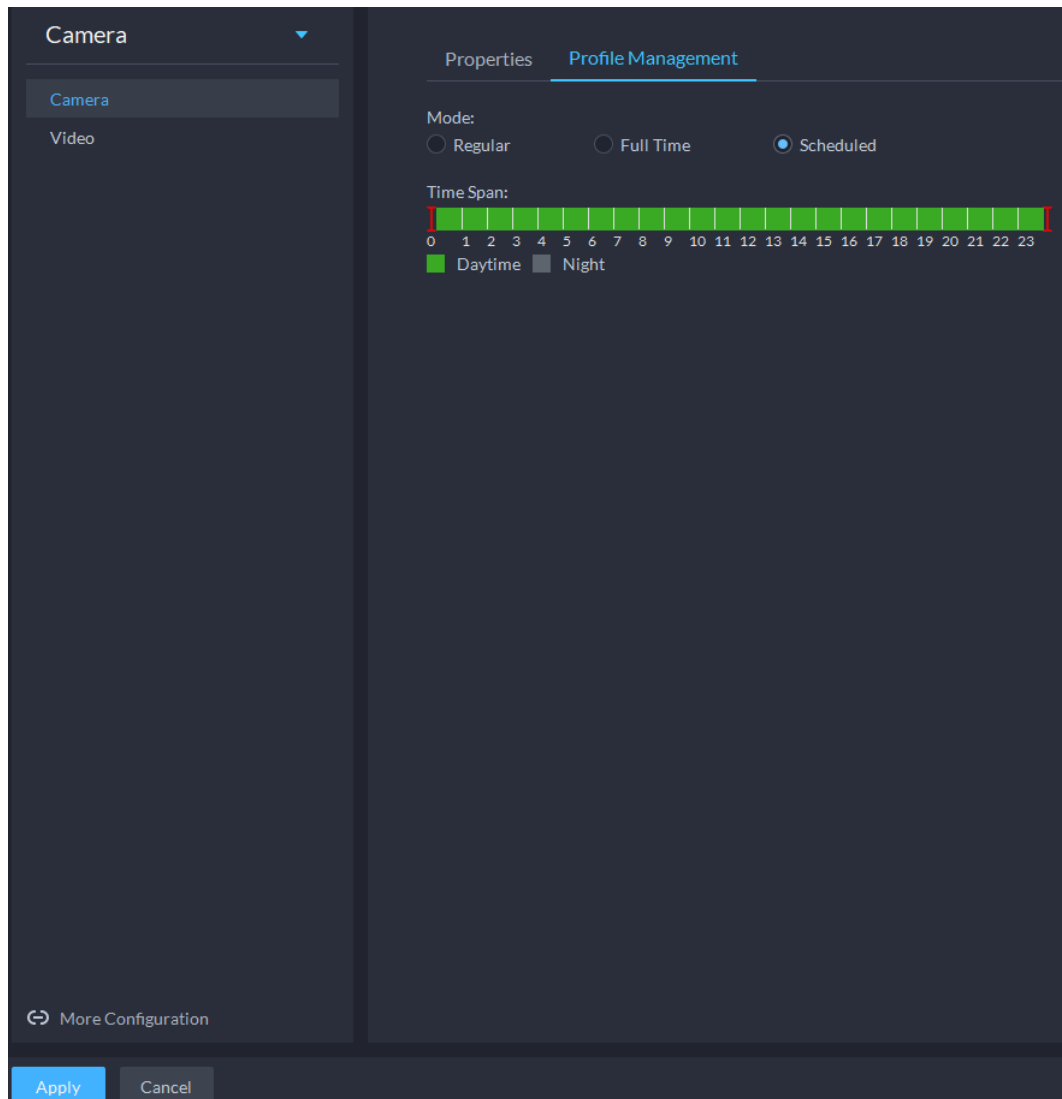 Camera
Camera
Video
More Configuration
Properties Profile Management
Mode:
Regular Full Time Scheduled
Time Span:
0 1 2 3 4 5 6 7 8 9 10 11 12 13 14 15 16 17 18 19 20 21 22 23
Daytime Night
Apply Cancel